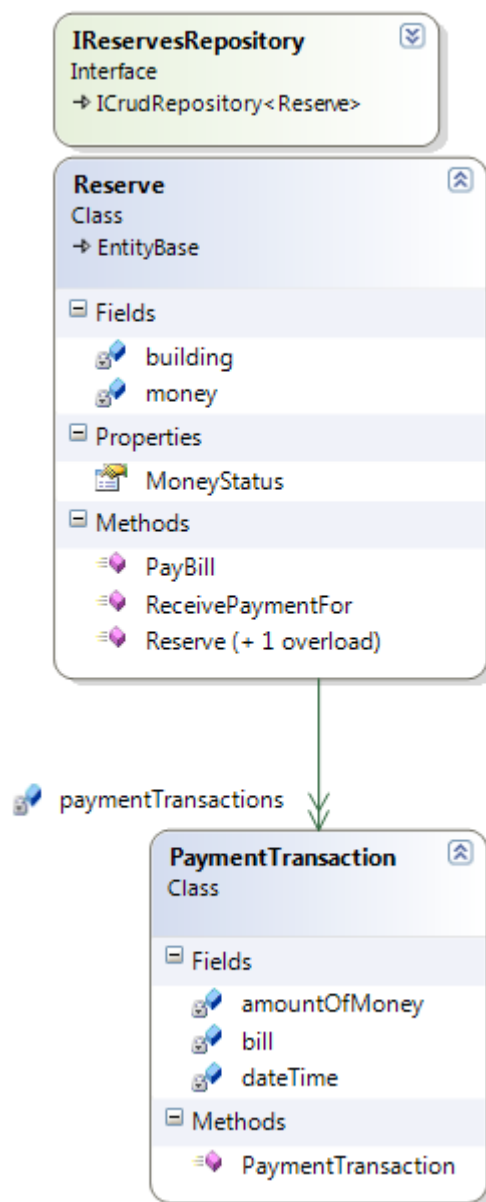 IReservesRepository
Interface
ICrudRepository<Reserve>
Reserve
Class
EntityBase
Fields
building
money
Properties
MoneyStatus
Methods
PayBill
ReceivePaymentFor
Reserve (+ 1 overload)
paymentTransactions
PaymentTransaction
Class
Fields
amountOfMoney
bill
dateTime
Methods
PaymentTransaction